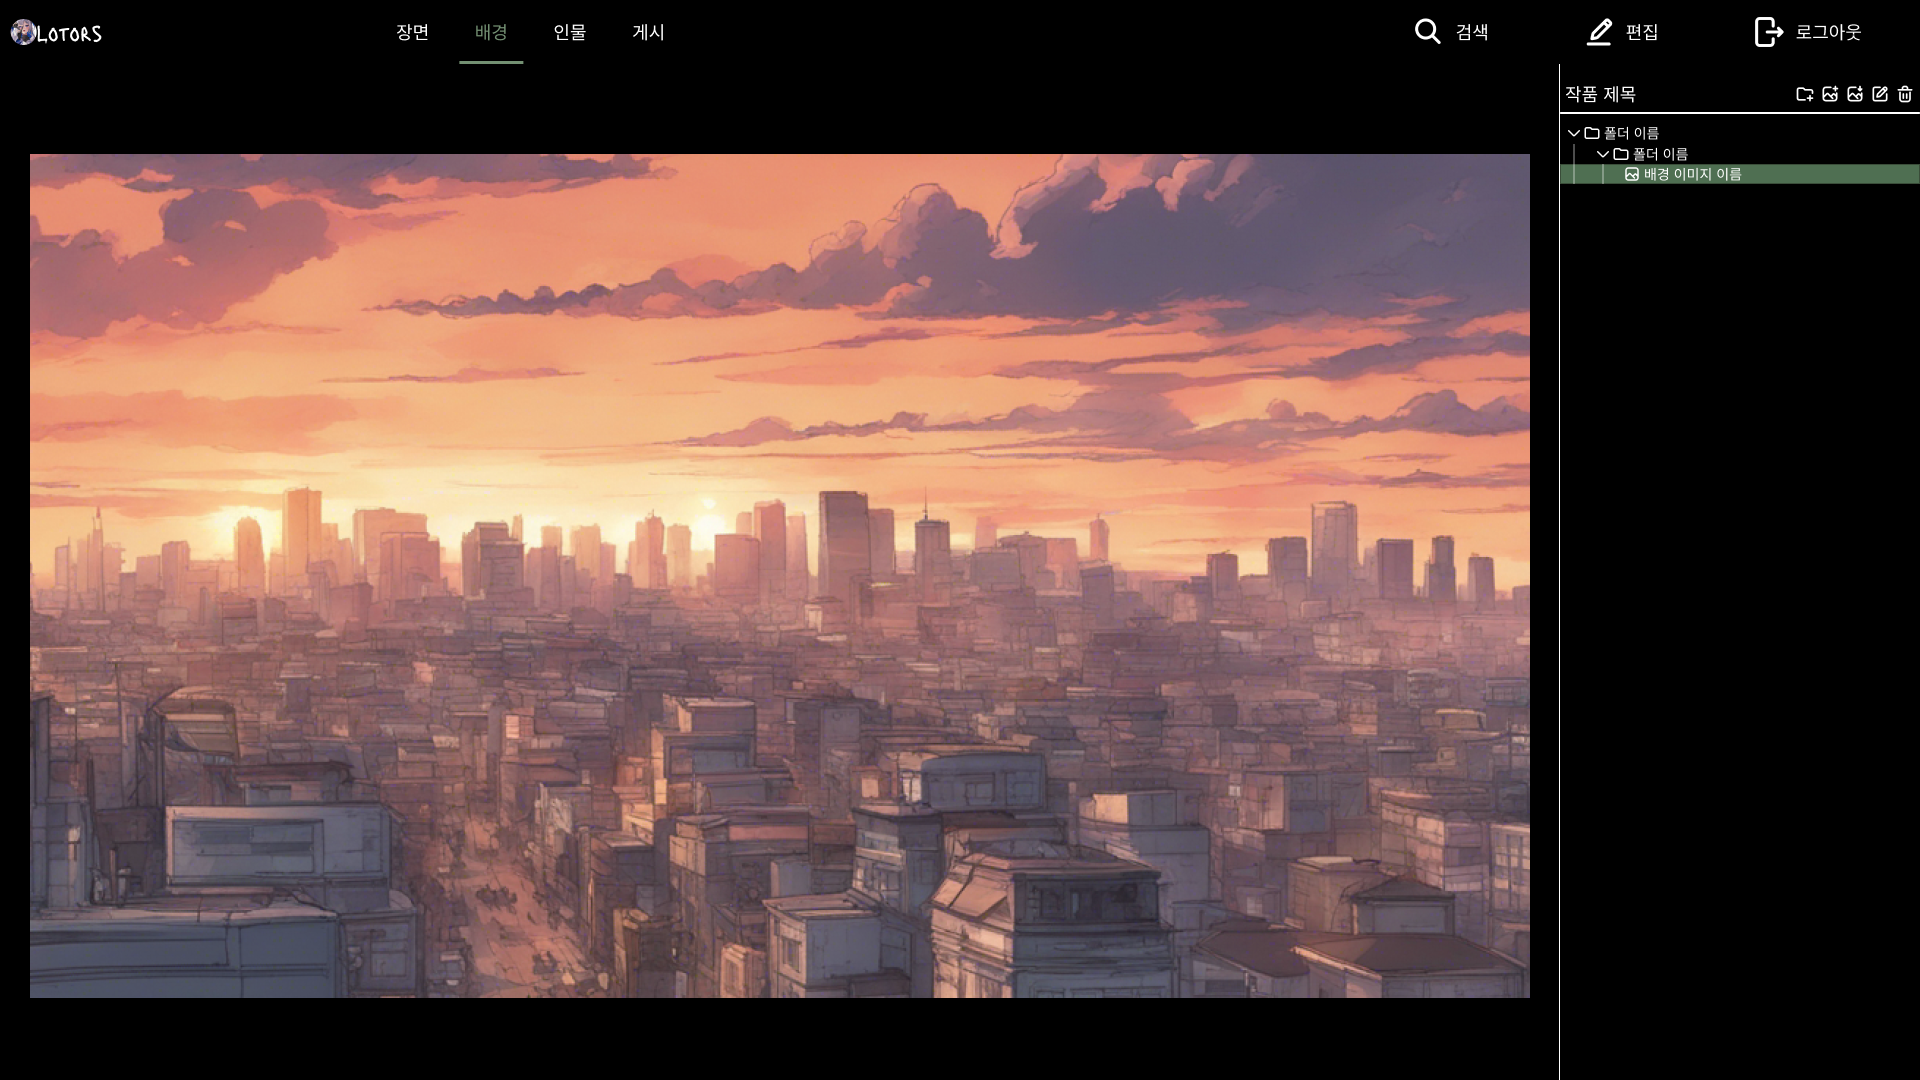 LOTORS
장면 배경 인물 게시
검색 편집 로그아웃
작품 제목
폴더 이름
폴더 이름
배경 이미지 이름